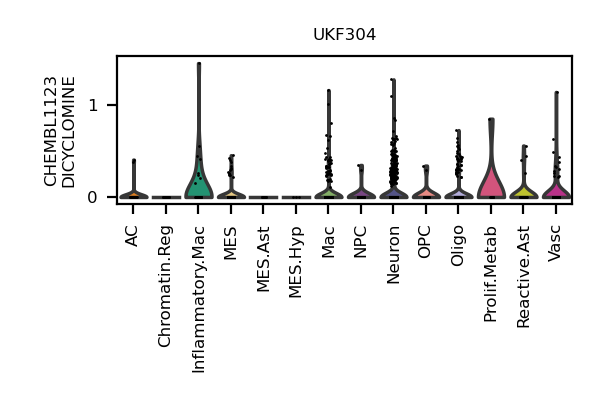 UKF304
CHEMBL1123
DICYCLOMINE
1
0
AC
Chromatin.Reg
Inflammatory.Mac
MES
MES.Ast
MES.Hyp
Mac
NPC
Neuron
OPC
Oligo
Prolif.Metab
Reactive.Ast
Vasc